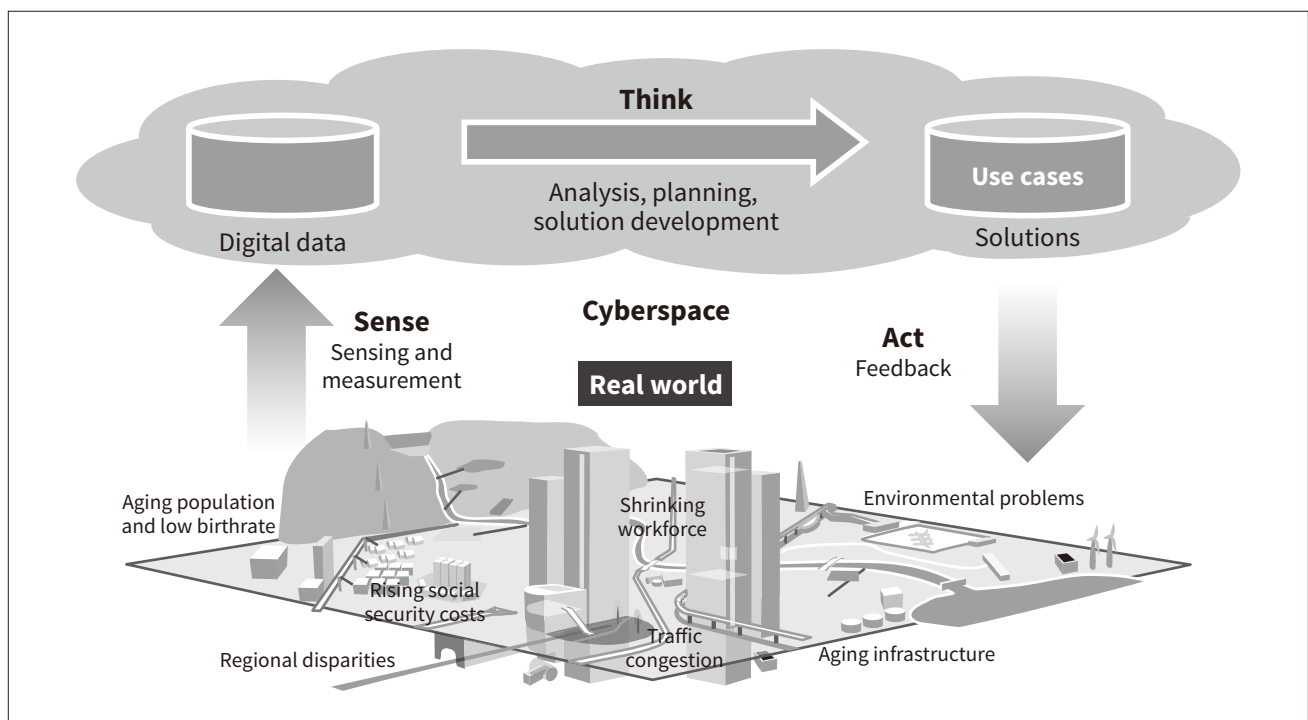 Think
Analysis, planning,
solution development
Use cases
Digital data
Solutions
Sense
Sensing and
measurement
Cyberspace
Act
Feedback
Real world
Aging population
and low birthrate
Shrinking
workforce
Environmental problems
Rising social
security costs
Regional disparities
Traffic
congestion
Aging infrastructure